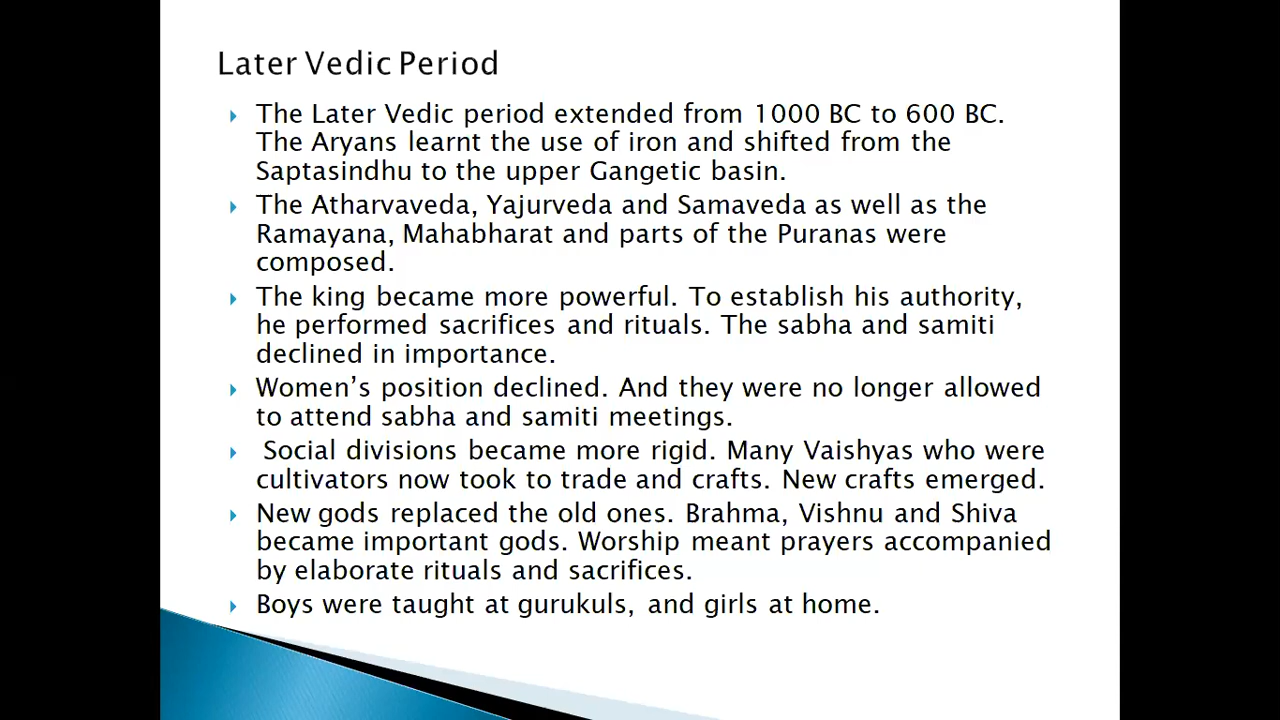 Later Vedic Period
The Later Vedic period extended from 1000 BC to 600 BC.
The Aryans learnt the use of iron and shifted from the
Saptasindhu to the upper Gangetic basin.
The Atharvaveda, Yajurveda and Samaveda as well as the
Ramayana, Mahabharat and parts of the Puranas were
composed.
The king became more powerful. To establish his authority,
he performed sacrifices and rituals. The sabha and samiti
declined in importance.
Women’s position declined. And they were no longer allowed
to attend sabha and samiti meetings.
Social divisions became more rigid. Many Vaishyas who were
cultivators now took to trade and crafts. New crafts emerged.
New gods replaced the old ones. Brahma, Vishnu and Shiva
became important gods. Worship meant prayers accompanied
by elaborate rituals and sacrifices.
Boys were taught at gurukuls, and girls at home.